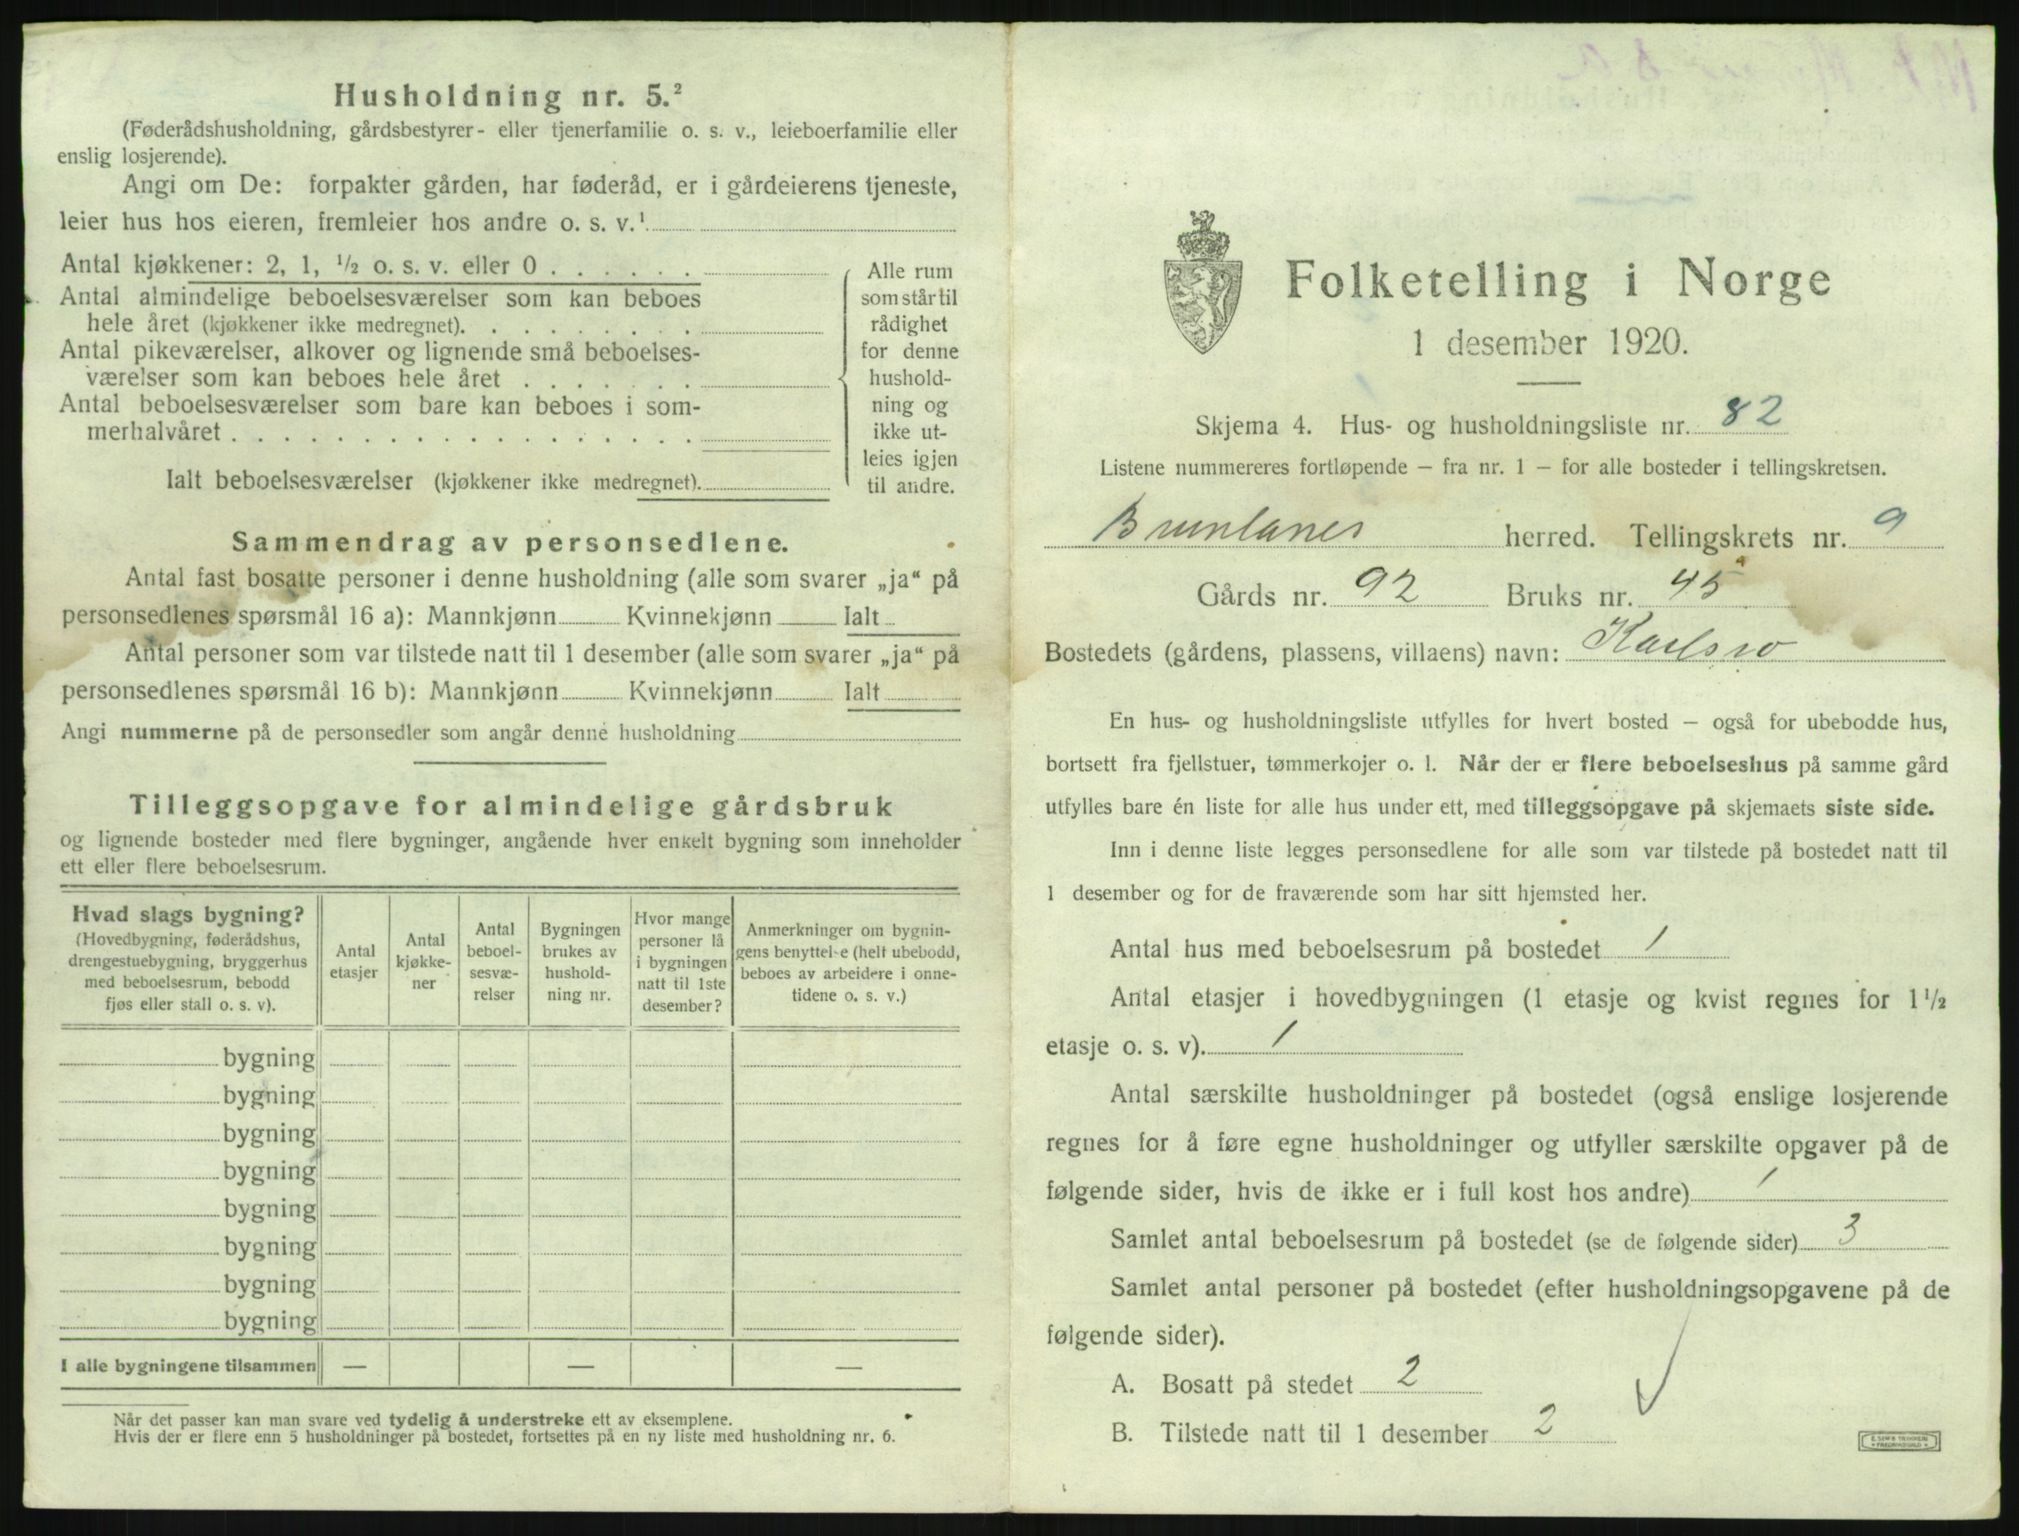 Husholdning nr. 5.²
(Føderådshusholdning, gårdsbestyrer- eller tjenerfamilie o. s. v., leieboerfamilie eller
enslig losjerende).
Angi om De: forpakter gården, har føderåd, er i gårdeierens tjeneste,
leier hus hos eieren, fremleier hos andre o. s. v.¹
Antal kjøkkener: 2, 1, ½ o. s. v. eller 0 . . . . . .
Antal almindelige beboelsesværelser som kan beboes
hele året (kjøkkener ikke medregnet). . . . . . . . .
Antal pikeværelser, alkover og lignende små beboelses-
værelser som kan beboes hele året . . . . . . .
Antal beboelsesværelser som bare kan beboes i som-
merhalvåret . . . . . . . . . . . . . . . . . .
Ialt beboelsesværelser (kjøkkener ikke medregnet).
Alle rum
som står til
rådighet
for denne
hushold-
ning og
ikke ut-
leies igjen
til andre.
Sammendrag av personsedlene.
Antal fast bosatte personer i denne husholdning (alle som svarer „ja“ på
personsedlenes spørsmål 16 a): Mannkjønn Kvinnekjønn Ialt
Antal personer som var tilstede natt til 1 desember (alle som svarer „ja“ på
personsedlenes spørsmål 16 b): Mannkjønn Kvinnekjønn Ialt
Angi nummerne på de personsedler som angår denne husholdning
Tilleggsopgave for almindelige gårdsbruk
og lignende bosteder med flere bygninger, angående hver enkelt bygning som inneholder
ett eller flere beboelsesrum.
Hvad slags bygning?
(Hovedbygning, føderådshus,
drengestuebygning, bryggerhus
med beboelsesrum, bebodd
fjøs eller stall o. s. v).
Antal
etasjer
Antal
kjøkke-
ner
Antal
beboel-
sesvæ-
relser
Bygningen
brukes av
hushold-
ning nr.
Hvor mange
personer lå
i bygningen
natt til 1ste
desember?
Anmerkninger om bygnin-
gens benyttelse (helt ubebodd,
beboes av arbeidere i onne-
tidene o. s. v.)
bygning
bygning
bygning
bygning
bygning
bygning
bygning
bygning
I alle bygningene tilsammen — — —
Når det passer kan man svare ved tydelig å understreke ett av eksemplene.
Hvis der er flere enn 5 husholdninger på bostedet, fortsettes på en ny liste med husholdning nr. 6.
Folketelling i Norge
1 desember 1920.
Skjema 4. Hus- og husholdningsliste nr. 82
Listene nummereres fortløpende – fra nr. 1 – for alle bosteder i tellingskretsen.
Brunlanes herred. Tellingskrets nr. 9
Gårds nr. 92 Bruks nr. 45
Bostedets (gårdens, plassens, villaens) navn: Karlsro
En hus- og husholdningsliste utfylles for hvert bosted – også for ubebodde hus,
bortsett fra fjellstuer, tømmerkojer o. l. Når der er flere beboelseshus på samme gård
utfylles bare én liste for alle hus under ett, med tilleggsopgave på skjemaets siste side.
Inn i denne liste legges personsedlene for alle som var tilstede på bostedet natt til
1 desember og for de fraværende som har sitt hjemsted her.
Antal hus med beboelsesrum på bostedet 1
Antal etasjer i hovedbygningen (1 etasje og kvist regnes for 1½
etasje o. s. v). 1
Antal særskilte husholdninger på bostedet (også enslige losjerende
regnes for å føre egne husholdninger og utfyller særskilte opgaver på de
følgende sider, hvis de ikke er i full kost hos andre) 1
Samlet antal beboelsesrum på bostedet (se de følgende sider) 3
Samlet antal personer på bostedet (efter husholdningsopgavene på de
følgende sider).
A. Bosatt på stedet 2
B. Tilstede natt til 1 desember 2